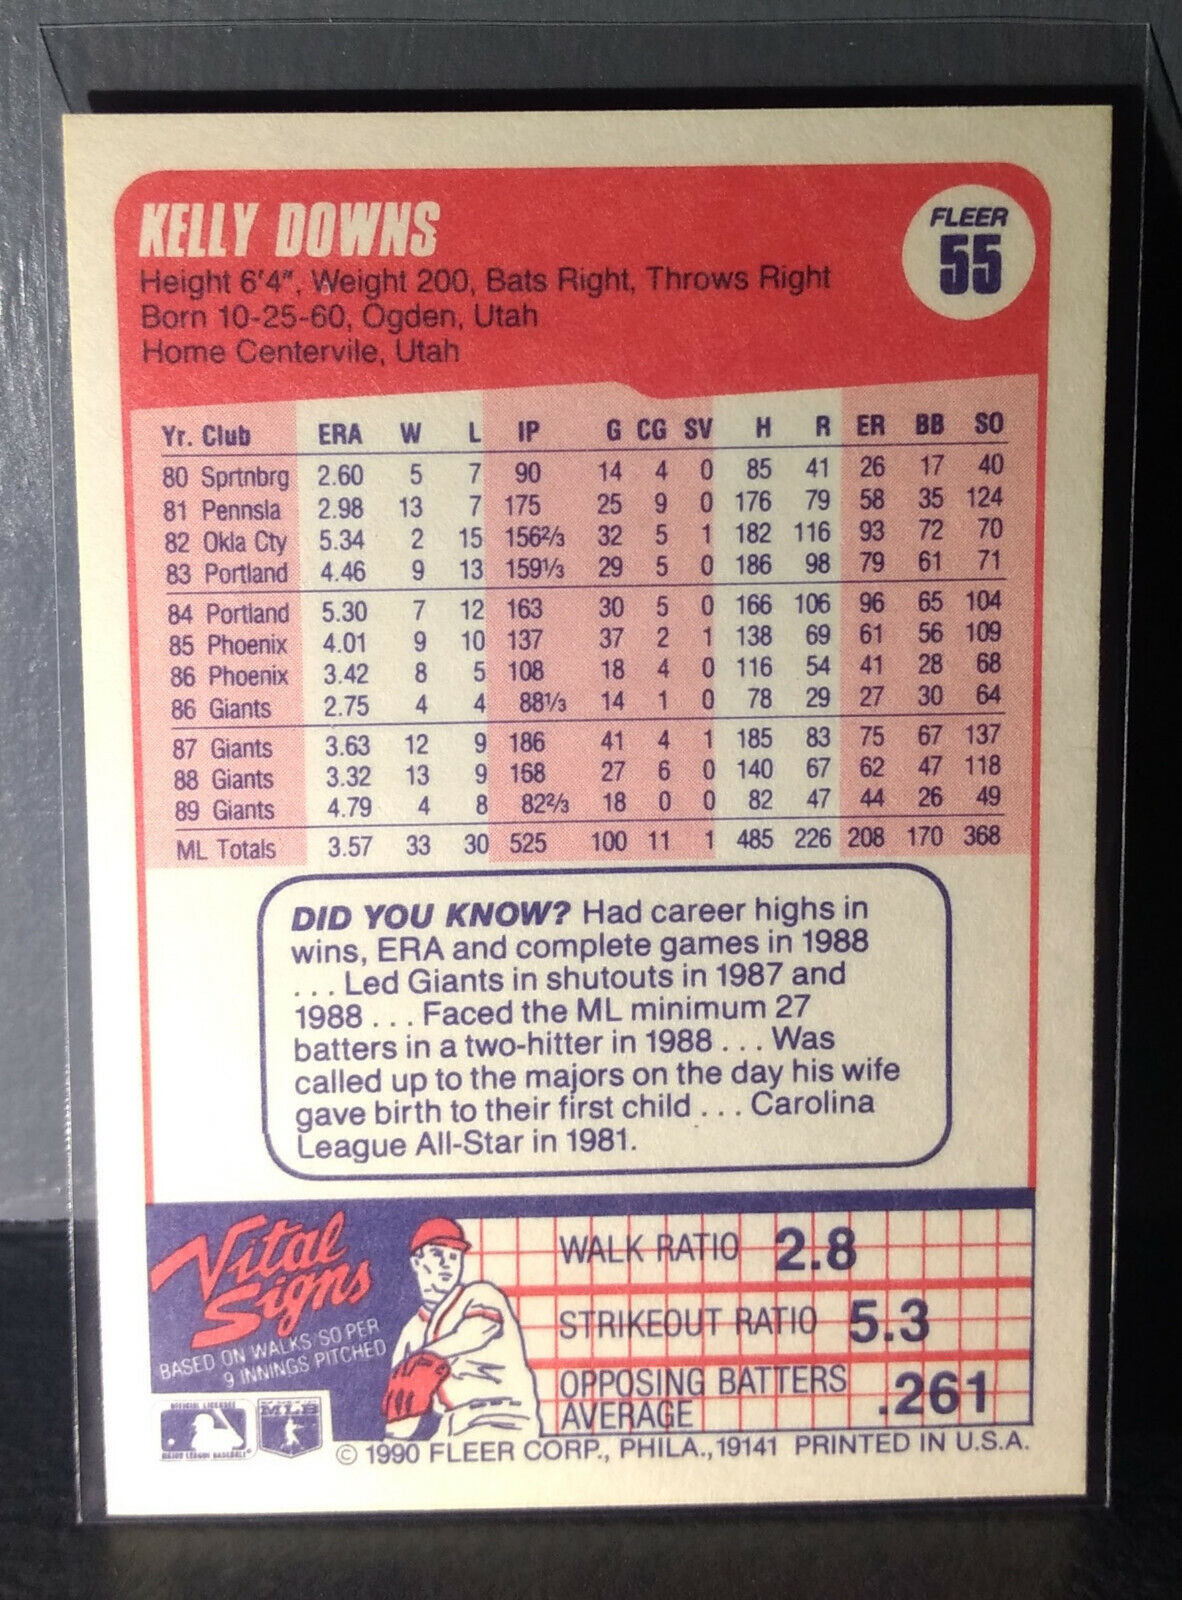 KELLY DOWNS
FLEER
55
Height 6'4", Weight 200, Bats Right, Throws Right
Born 10-25-60, Ogden, Utah
Home Centervile, Utah
Yr. Club ERA W L IP G CG SV H R ER BB SO
80 Sprtnbrg 2.60 5 7 90 14 4 0 85 41 26 17 40
81 Pennsla 2.98 13 7 175 25 9 0 176 79 58 35 124
82 Okla Cty 5.34 2 15 156 2/3 32 5 1 182 116 93 72 70
83 Portland 4.46 9 13 159 1/3 29 5 0 186 98 79 61 71
84 Portland 5.30 7 12 163 30 5 0 166 106 96 65 104
85 Phoenix 4.01 9 10 137 37 2 1 138 69 61 56 109
86 Phoenix 3.42 8 5 108 18 4 0 116 54 41 28 68
86 Giants 2.75 4 4 88 1/3 14 1 0 78 29 27 30 64
87 Giants 3.63 12 9 186 41 4 1 185 83 75 67 137
88 Giants 3.32 13 9 168 27 6 0 140 67 62 47 118
89 Giants 4.79 4 8 82 2/3 18 0 0 82 47 44 26 49
ML Totals 3.57 33 30 525 100 11 1 485 226 208 170 368
DID YOU KNOW? Had career highs in
wins, ERA and complete games in 1988
. . . Led Giants in shutouts in 1987 and
1988 . . . Faced the ML minimum 27
batters in a two-hitter in 1988 . . . Was
called up to the majors on the day his wife
gave birth to their first child . . . Carolina
League All-Star in 1981.
Vital
Signs
BASED ON WALKS/SO PER
9 INNINGS PITCHED
WALK RATIO 2.8
STRIKEOUT RATIO 5.3
OPPOSING BATTERS
AVERAGE .261
OFFICIAL LICENSEE
MAJOR LEAGUE BASEBALL
© 1990 FLEER CORP., PHILA., 19141 PRINTED IN U.S.A.